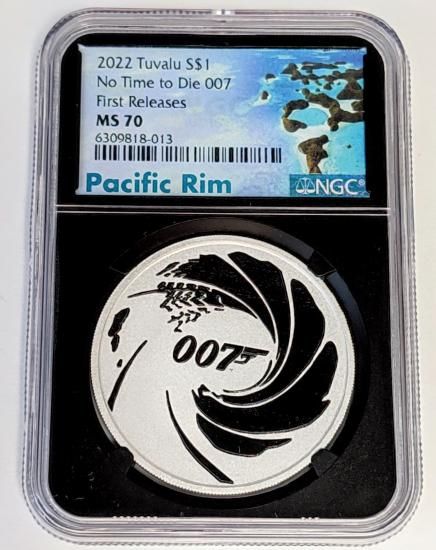 2022 Tuvalu S$1
No Time to Die 007
First Releases
MS 70
6309818-013
Pacific Rim
NGC
007